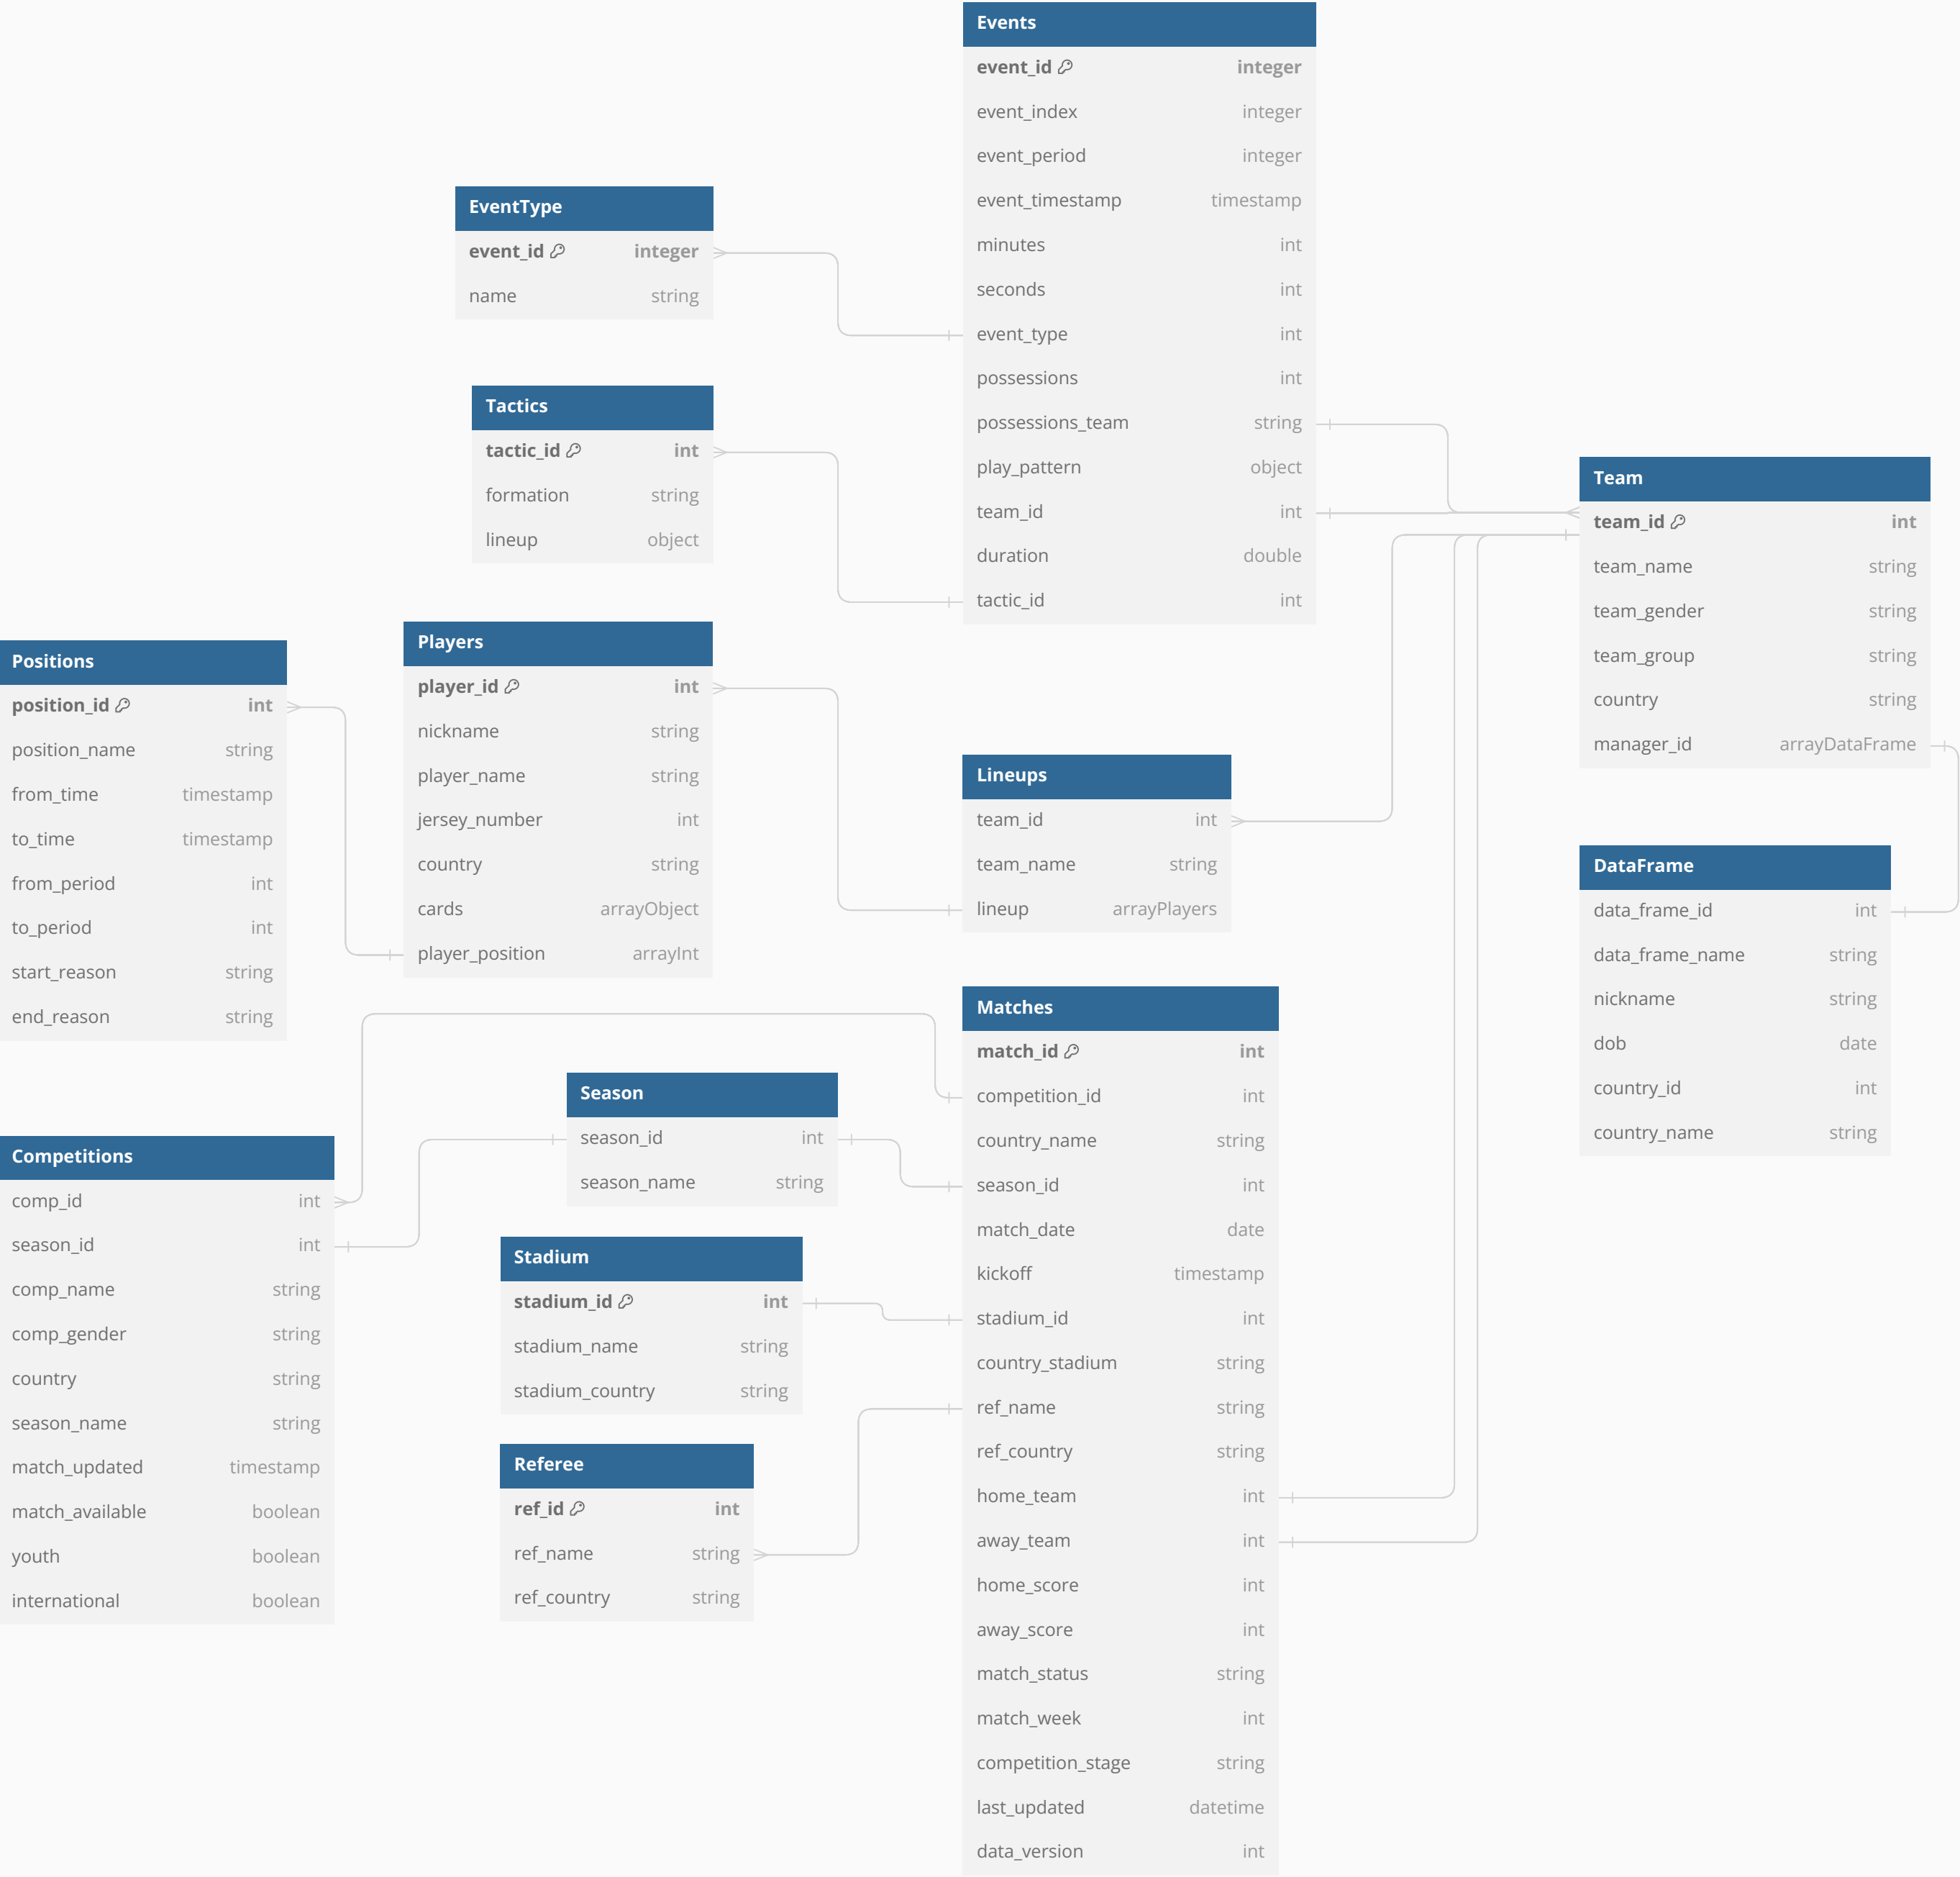 Events
event_id integer
event_index integer
event_period integer
event_timestamp timestamp
minutes int
seconds int
event_type int
possessions int
possessions_team string
play_pattern object
team_id int
duration double
tactic_id int
EventType
event_id integer
name string
Tactics
tactic_id int
formation string
lineup object
Team
team_id int
team_name string
team_gender string
team_group string
country string
manager_id arrayDataFrame
Positions
position_id int
position_name string
from_time timestamp
to_time timestamp
from_period int
to_period int
start_reason string
end_reason string
Players
player_id int
nickname string
player_name string
jersey_number int
country string
cards arrayObject
player_position arrayInt
Lineups
team_id int
team_name string
lineup arrayPlayers
DataFrame
data_frame_id int
data_frame_name string
nickname string
dob date
country_id int
country_name string
Matches
match_id int
competition_id int
country_name string
season_id int
match_date date
kickoff timestamp
stadium_id int
country_stadium string
ref_name string
ref_country string
home_team int
away_team int
home_score int
away_score int
match_status string
match_week int
competition_stage string
last_updated datetime
data_version int
Season
season_id int
season_name string
Competitions
comp_id int
season_id int
comp_name string
comp_gender string
country string
season_name string
match_updated timestamp
match_available boolean
youth boolean
international boolean
Stadium
stadium_id int
stadium_name string
stadium_country string
Referee
ref_id int
ref_name string
ref_country string